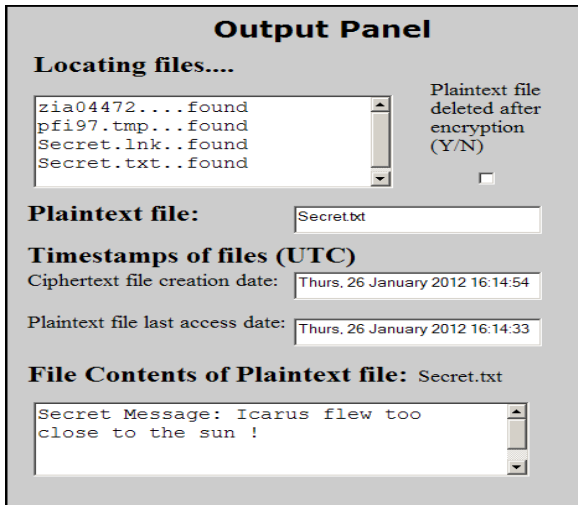 Output Panel
Locating files....
zia04472....found
pfi97.tmp...found
Secret.lnk..found
Secret.txt..found
Plaintext file
deleted after
encryption
(Y/N)
Plaintext file:
Secret.txt
Timestamps of files (UTC)
Ciphertext file creation date:
Thurs, 26 January 2012 16:14:54
Plaintext file last access date:
Thurs, 26 January 2012 16:14:33
File Contents of Plaintext file: Secret.txt
Secret Message: Icarus flew too
close to the sun !